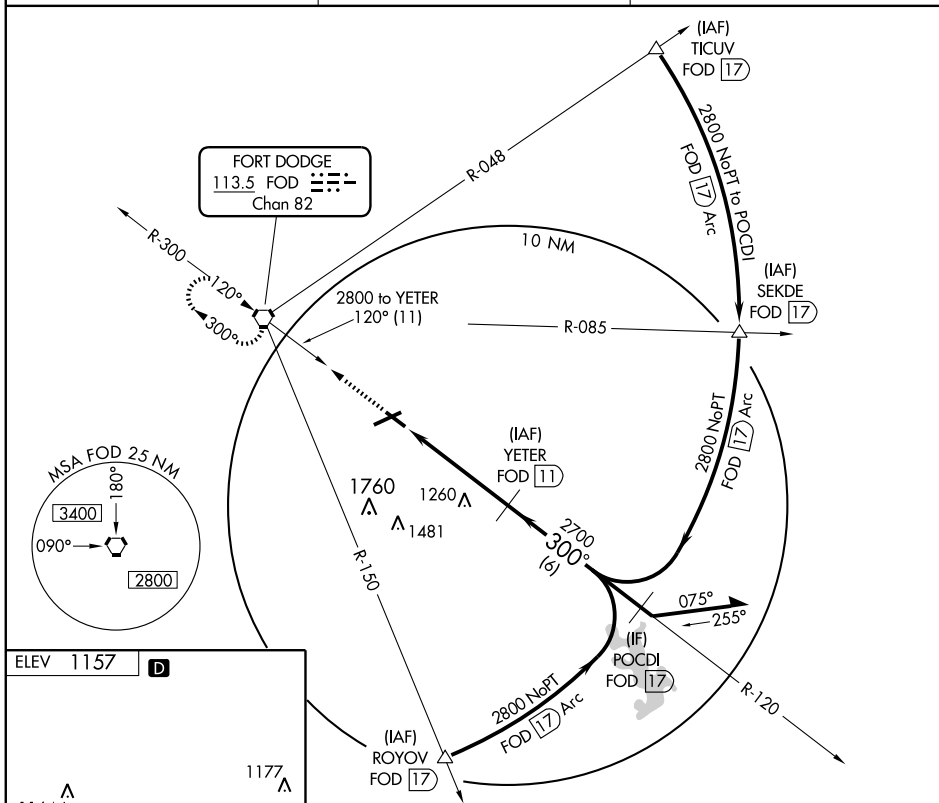 (IAF)
TICUV
FOD 17
2800 NoPT to POCDI
FOD 17 Arc
R-048
FORT DODGE
113.5 FOD
Chan 82
10 NM
R-300
120°
300°
2800 to YETER
120° (11)
(IAF)
SEKDE
FOD 17
R-085
2800 NoPT
FOD 17 Arc
(IAF)
YETER
FOD 11
MSA FOD 25 NM
180°
3400
090°
2800
1760
1260
1481
2700
300°
(6)
R-150
075°
255°
(IF)
POCDI
FOD 17
R-120
2800 NoPT
FOD 17 Arc
(IAF)
ROYOV
FOD 17
ELEV 1157 D
1177